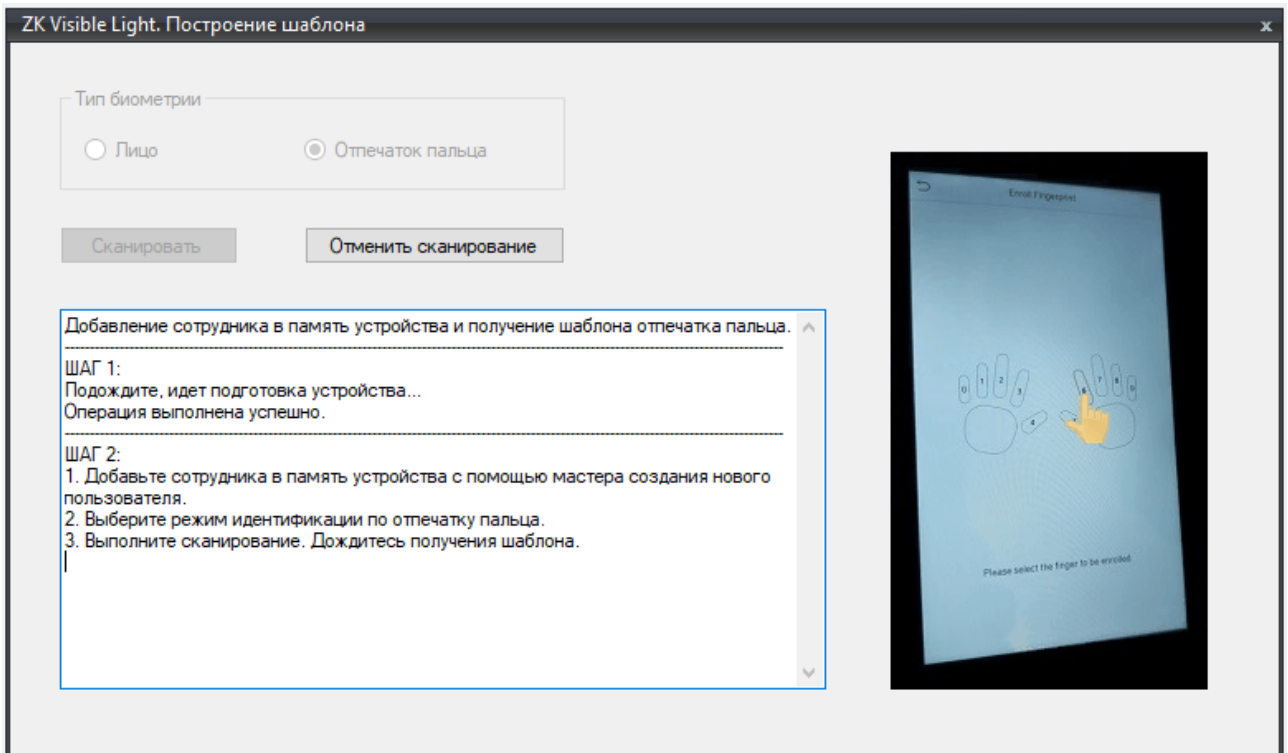 ZK Visible Light. Построение шаблона
x
Тип биометрии
Лицо
Отпечаток пальца
Сканировать
Отменить сканирование
Добавление сотрудника в память устройства и получение шаблона отпечатка пальца.
ШАГ 1:
Подождите, идет подготовка устройства...
Операция выполнена успешно.
ШАГ 2:
1. Добавьте сотрудника в память устройства с помощью мастера создания нового
пользователя.
2. Выберите режим идентификации по отпечатку пальца.
3. Выполните сканирование. Дождитесь получения шаблона.
Enroll Fingerprint
0 1 2 3 4 6 7 8 9
Please select the finger to be enrolled.